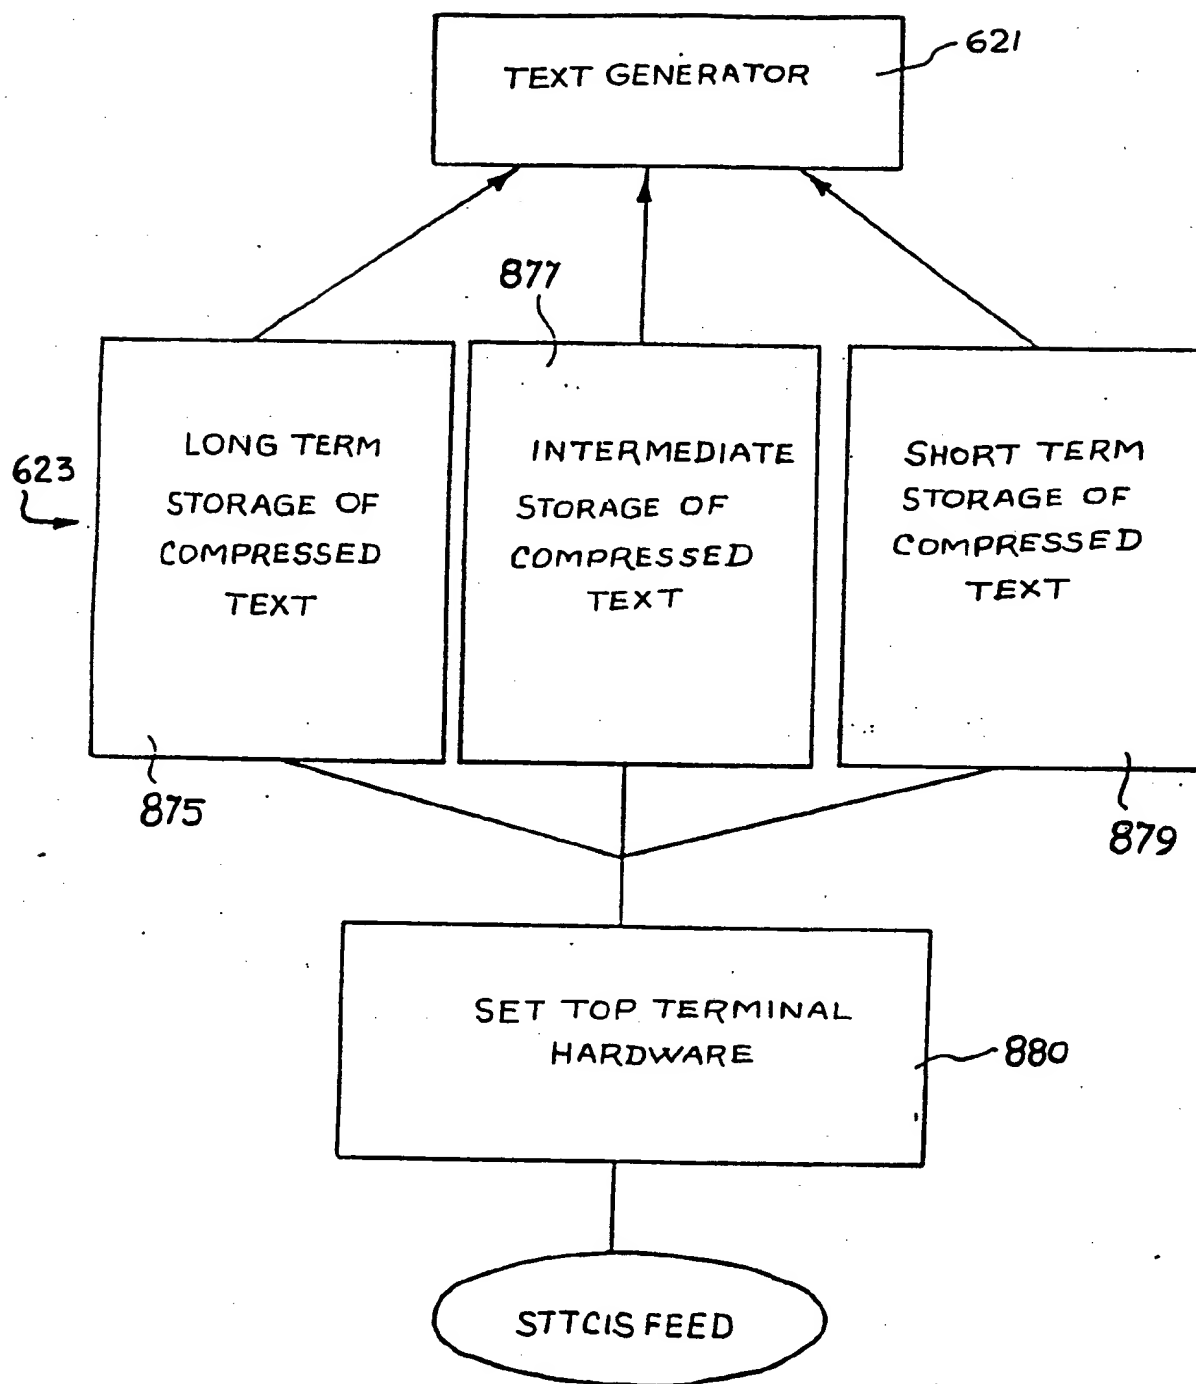 TEXT GENERATOR
621
877
623
LONG TERM
STORAGE OF
COMPRESSED
TEXT
INTERMEDIATE
STORAGE OF
COMPRESSED
TEXT
SHORT TERM
STORAGE OF
COMPRESSED
TEXT
875
879
SET TOP TERMINAL
HARDWARE
880
STTCIS FEED